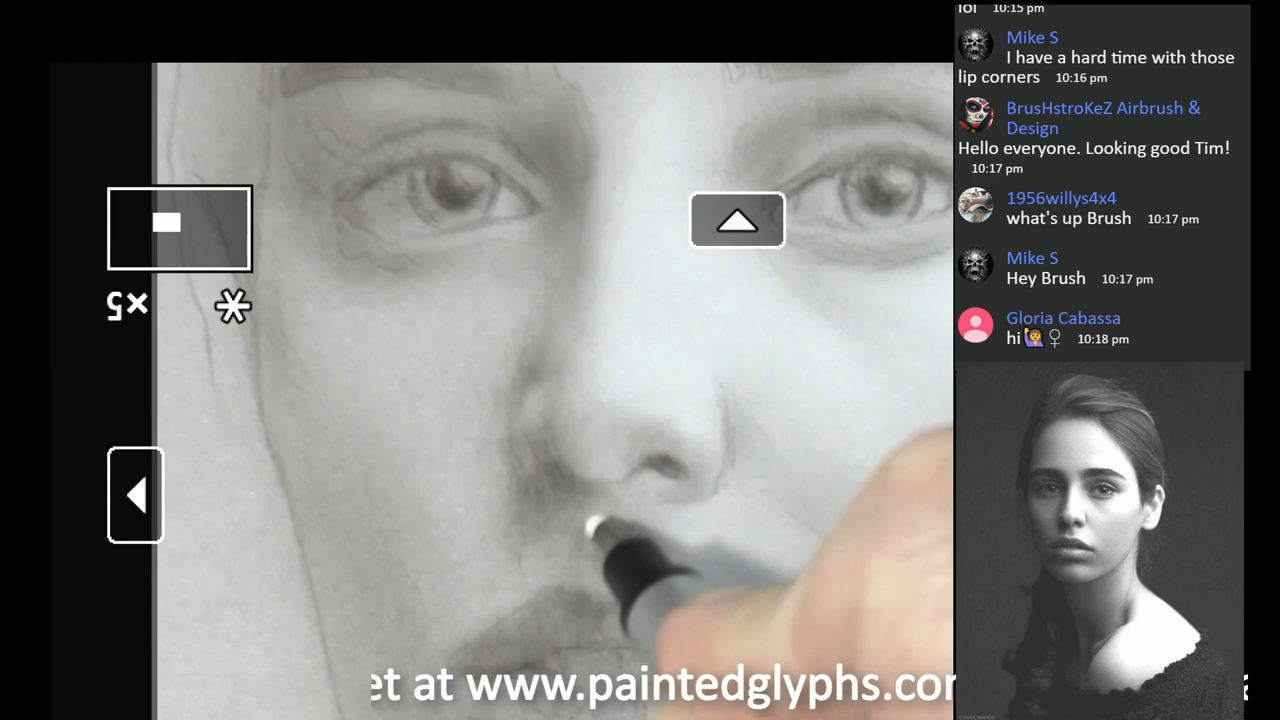 lol 10:15 pm
Mike S
I have a hard time with those
lip corners 10:16 pm
BrusHstroKeZ Airbrush &
Design
Hello everyone. Looking good Tim!
10:17 pm
1956willys4x4
what's up Brush 10:17 pm
Mike S
Hey Brush 10:17 pm
Gloria Cabassa
hi🙋‍♀ 10:18 pm
×5
et at www.paintedglyphs.com